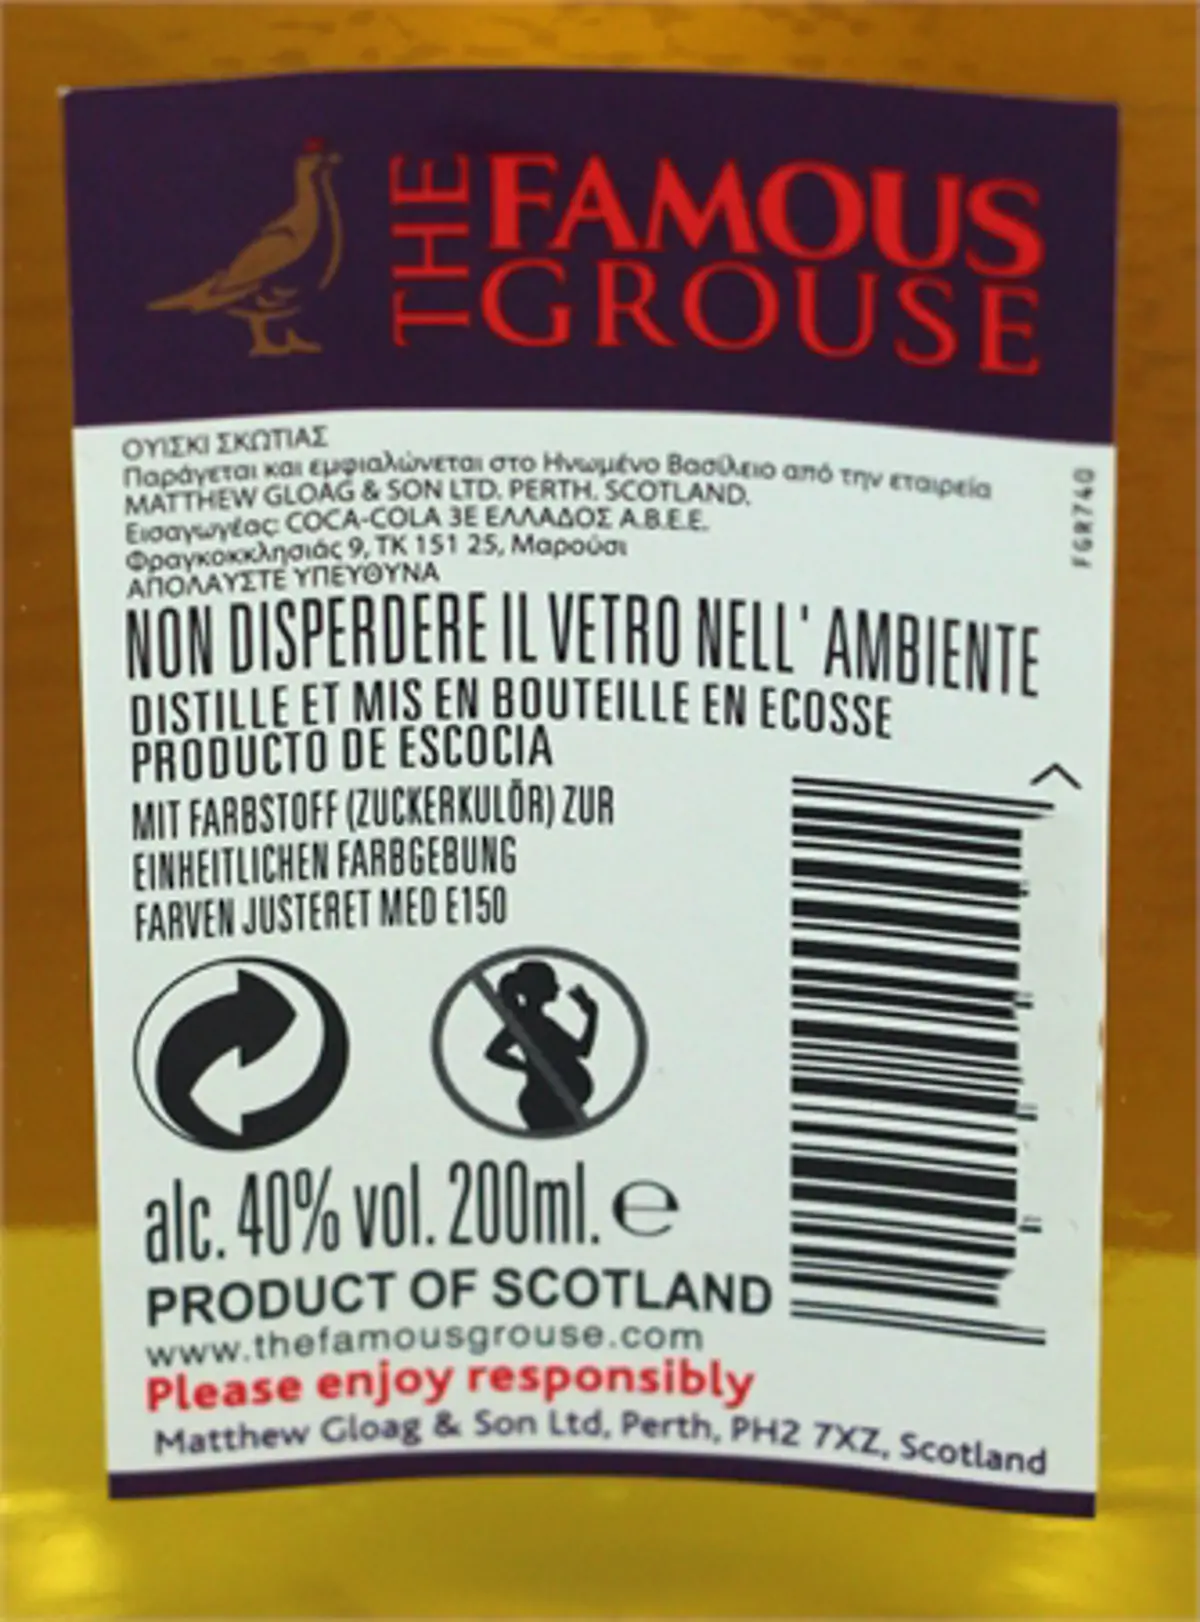 THE FAMOUS
GROUSE
ΟΥΙΣΚΙ ΣΚΩΤΙΑΣ
Παράγεται και εμφιαλώνεται στο Ηνωμένο Βασίλειο από την εταιρεία
MATTHEW GLOAG & SON LTD. PERTH. SCOTLAND.
Εισαγωγέας: COCA-COLA 3Ε ΕΛΛΑΔΟΣ Α.Β.Ε.Ε.
Φραγκοκκλησιάς 9, ΤΚ 151 25, Μαρούσι
ΑΠΟΛΑΥΣΤΕ ΥΠΕΥΘΥΝΑ
FGR740
NON DISPERDERE IL VETRO NELL' AMBIENTE
DISTILLE ET MIS EN BOUTEILLE EN ECOSSE
PRODUCTO DE ESCOCIA
MIT FARBSTOFF (ZUCKERKULŐR) ZUR
EINHEITLICHEN FARBGEBUNG
FARVEN JUSTERET MED E150
alc. 40% vol. 200ml. e
PRODUCT OF SCOTLAND
www.thefamousgrouse.com
Please enjoy responsibly
Matthew Gloag & Son Ltd, Perth, PH2 7XZ, Scotland